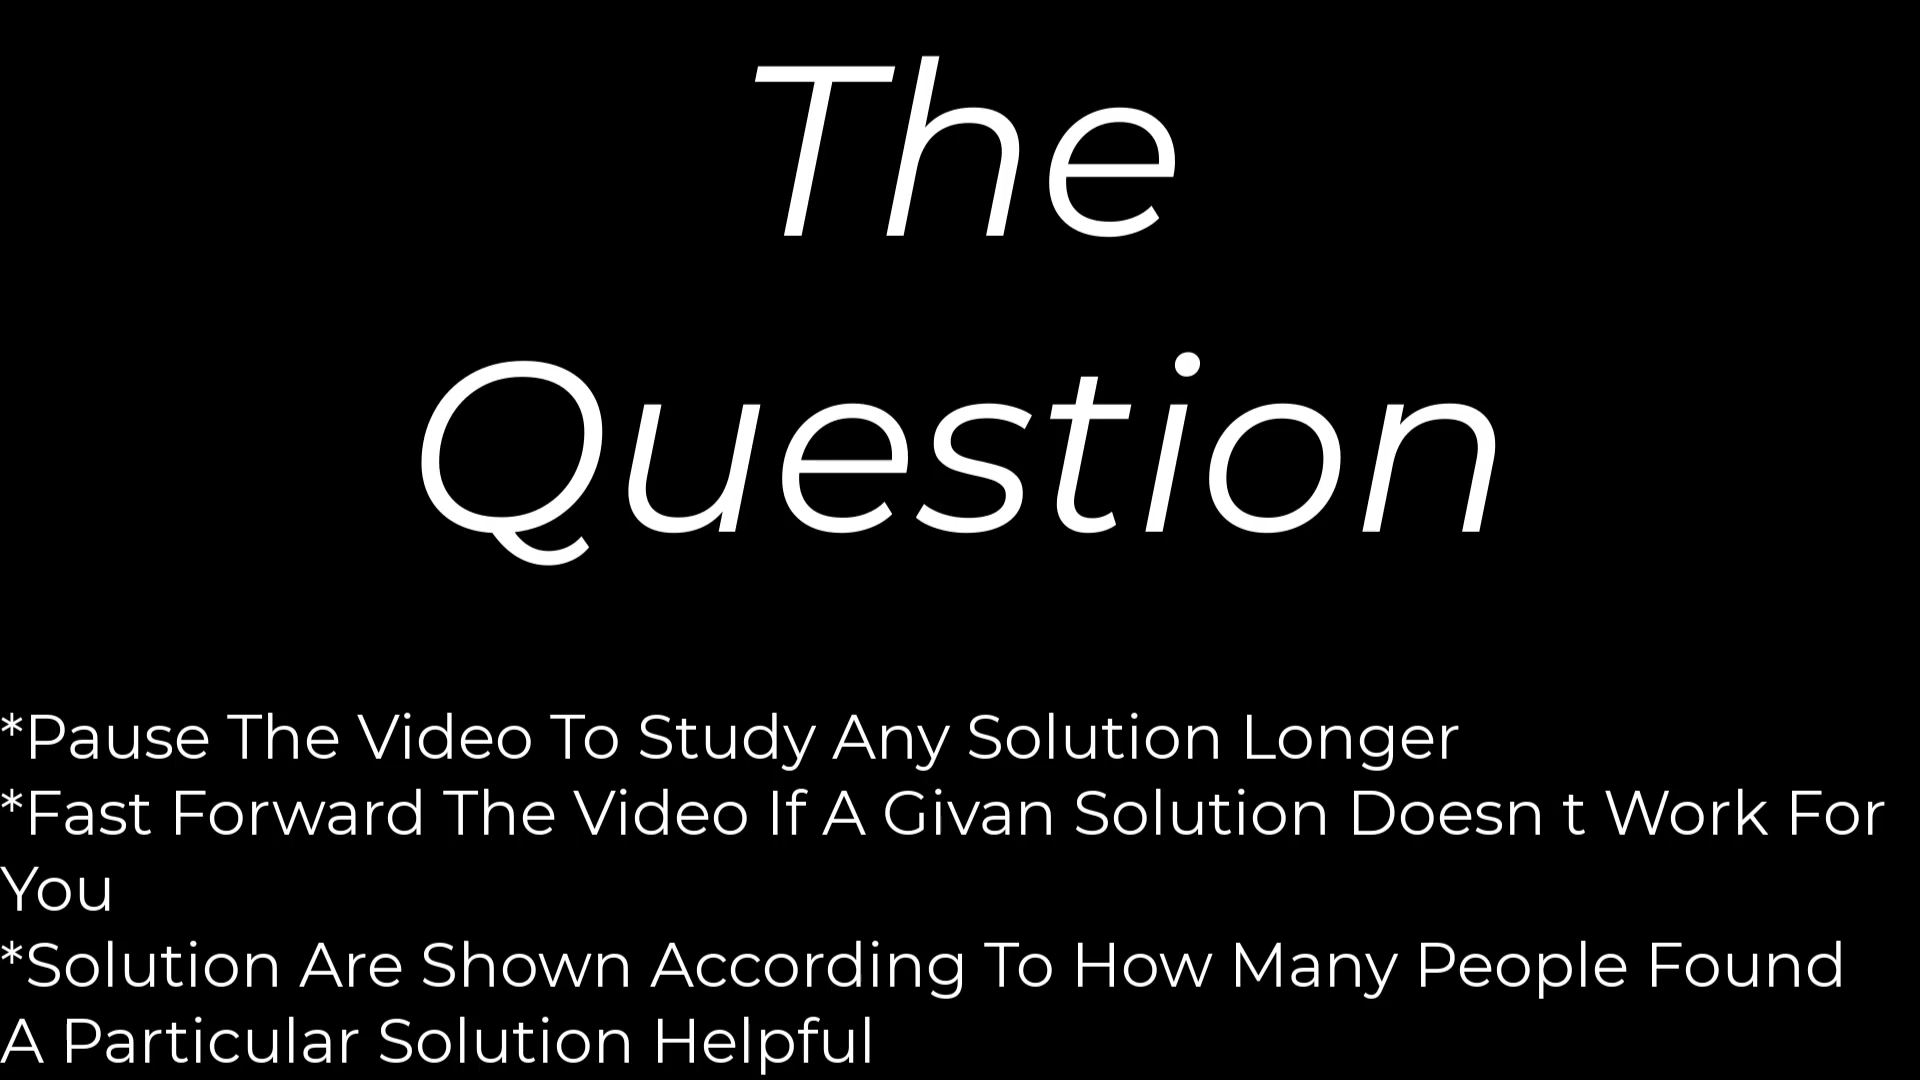 The
Question
*Pause The Video To Study Any Solution Longer
*Fast Forward The Video If A Givan Solution Doesn t Work For
You
*Solution Are Shown According To How Many People Found
A Particular Solution Helpful